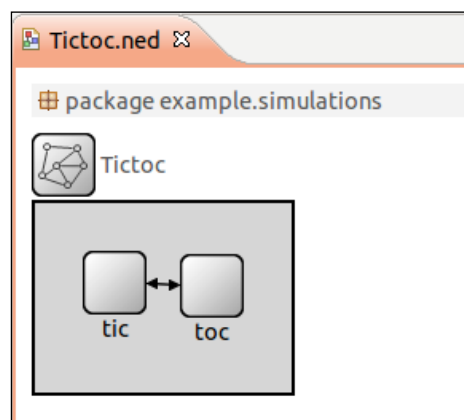 Tictoc.ned
package example.simulations
Tictoc
tic
toc